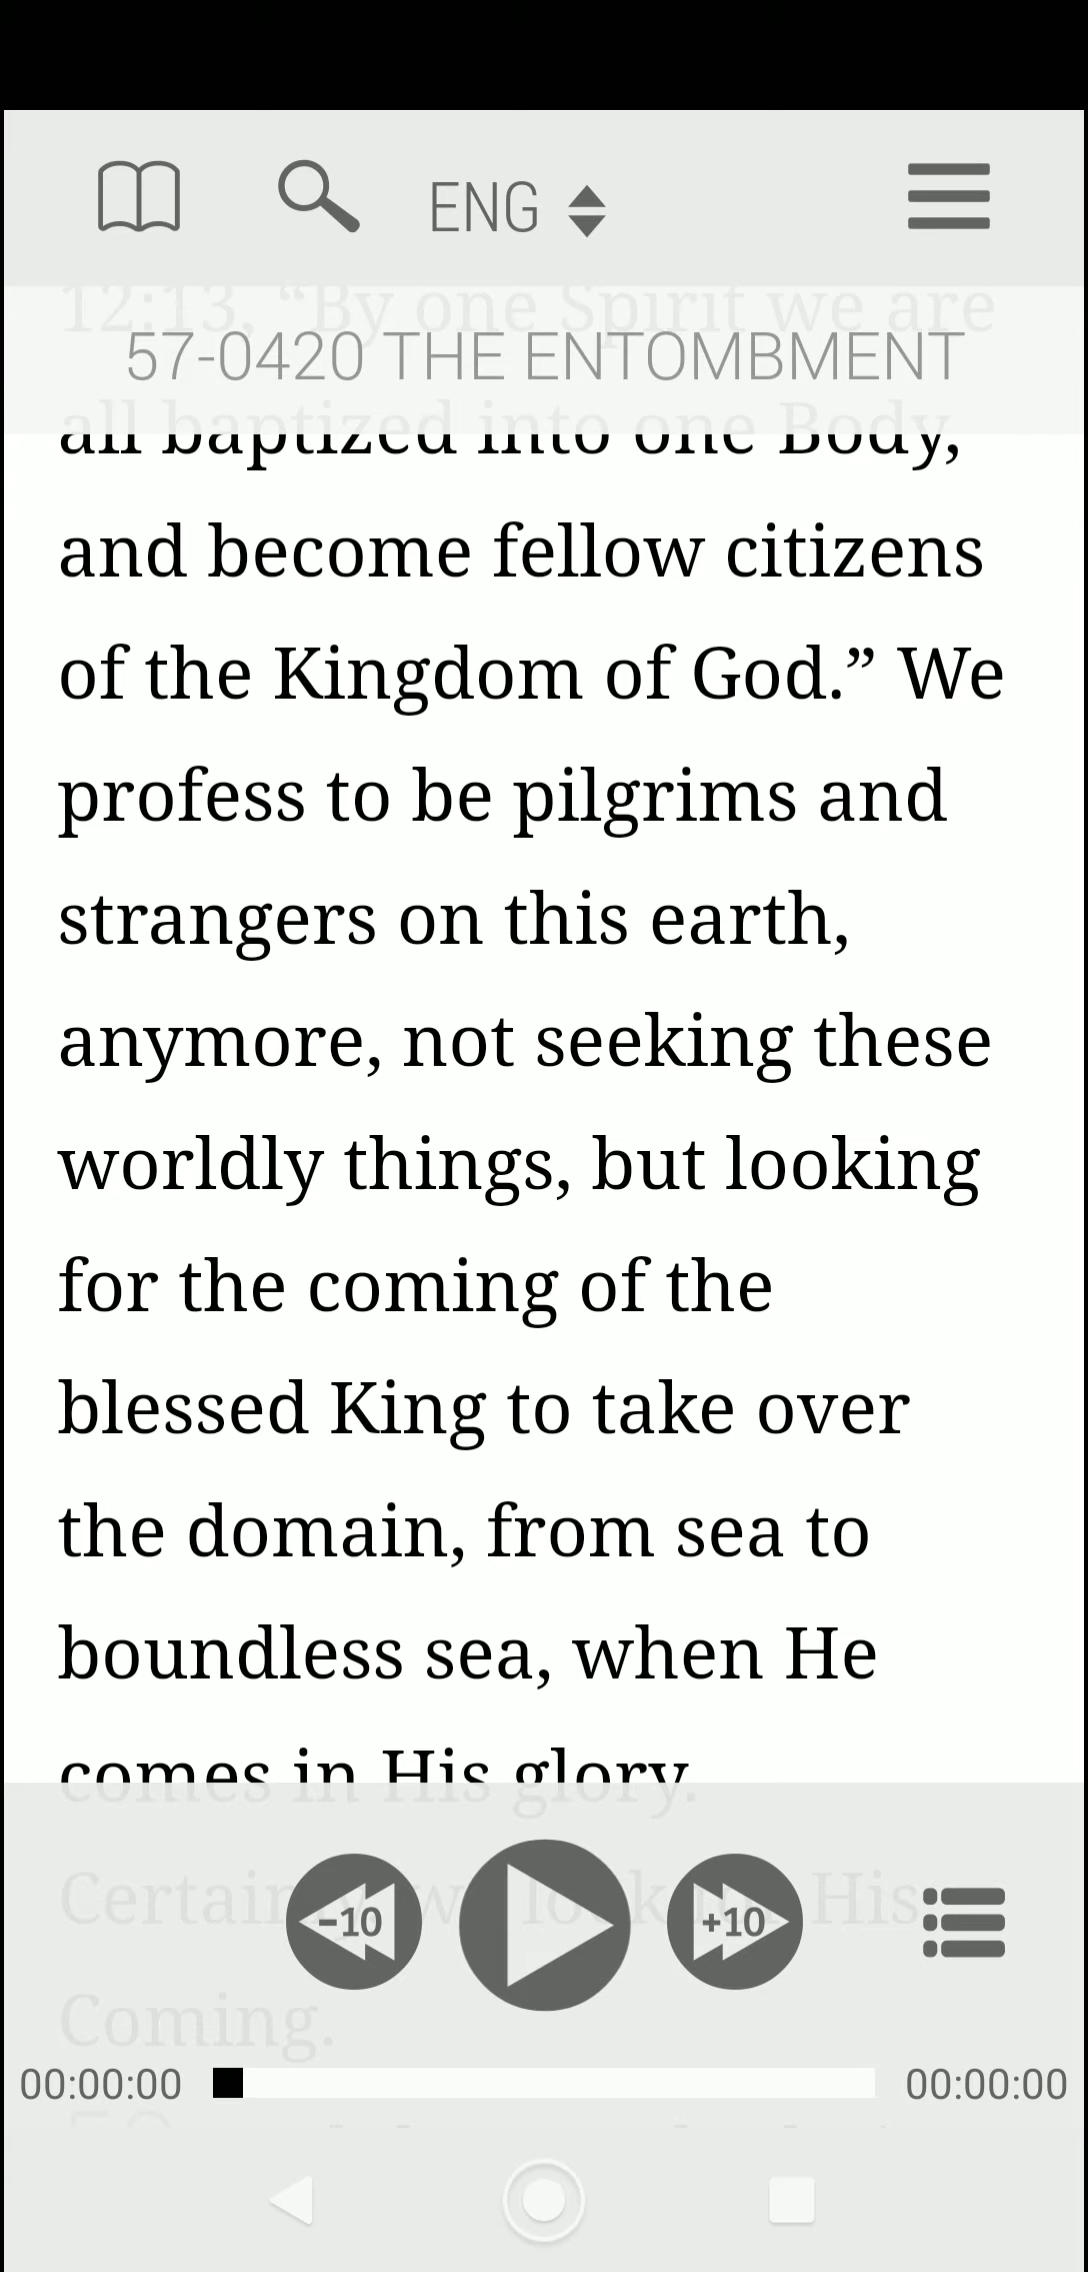 ENG
12:13, “By one Spirit we are
57-0420 THE ENTOMBMENT
all baptized into one Body,
and become fellow citizens
of the Kingdom of God.” We
profess to be pilgrims and
strangers on this earth,
anymore, not seeking these
worldly things, but looking
for the coming of the
blessed King to take over
the domain, from sea to
boundless sea, when He
comes in His glory.
Certainly His
-10 +10
Coming.
00:00:00 00:00:00